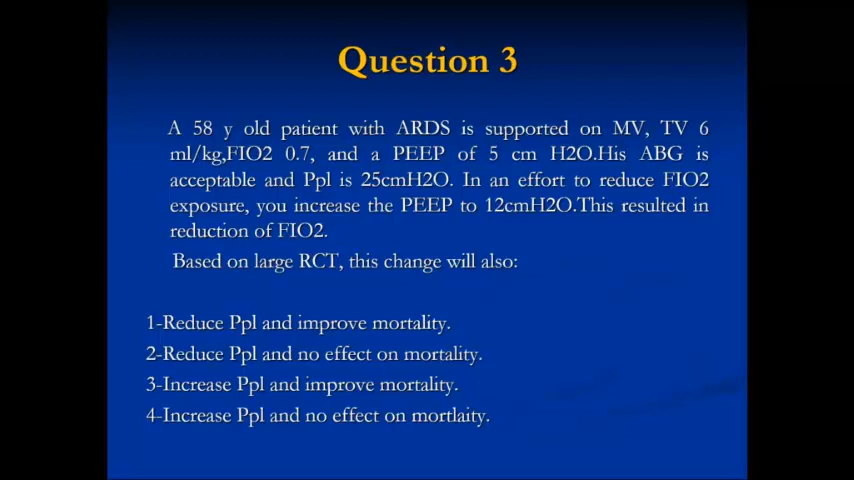 Question 3
A 58 y old patient with ARDS is supported on MV, TV 6
ml/kg,FIO2 0.7, and a PEEP of 5 cm H2O.His ABG is
acceptable and Ppl is 25cmH2O. In an effort to reduce FIO2
exposure, you increase the PEEP to 12cmH2O.This resulted in
reduction of FIO2.
Based on large RCT, this change will also:
1-Reduce Ppl and improve mortality.
2-Reduce Ppl and no effect on mortality.
3-Increase Ppl and improve mortality.
4-Increase Ppl and no effect on mortlaity.